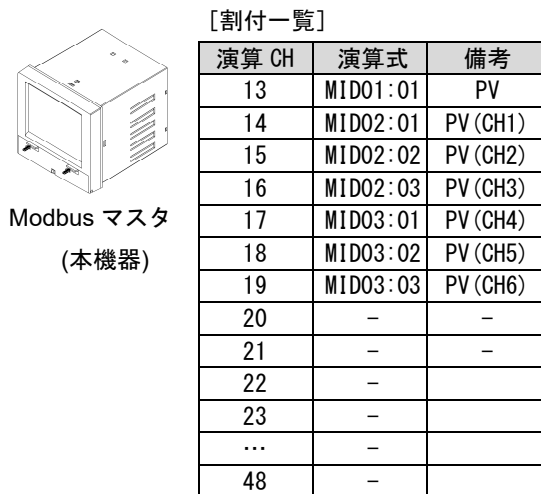 [割付一覧]
演算 CH 演算式 備考
13 MID01:01 PV
14 MID02:01 PV(CH1)
15 MID02:02 PV(CH2)
16 MID02:03 PV(CH3)
17 MID03:01 PV(CH4)
18 MID03:02 PV(CH5)
19 MID03:03 PV(CH6)
20 - -
21 - -
22 -
23 -
… -
48 -
Modbus マスタ
(本機器)